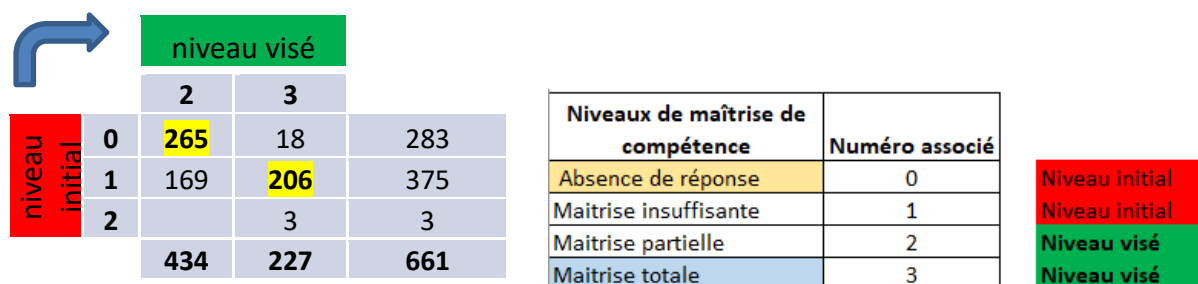 niveau visé
2 3
niveau
initial
0 265 18 283
1 169 206 375
2 3 3
434 227 661
Niveaux de maîtrise de
compétence Numéro associé
Absence de réponse 0
Maitrise insuffisante 1
Maitrise partielle 2
Maitrise totale 3
Niveau initial
Niveau initial
Niveau visé
Niveau visé